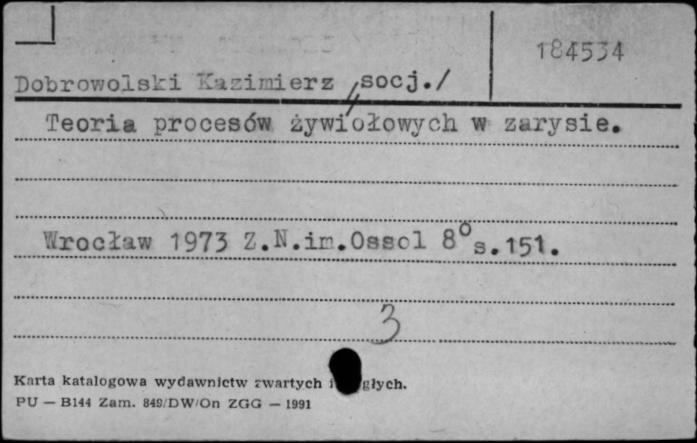 184534
Dobrowolski Kazimierz /socj./
Teoria procesów żywiołowych w zarysie.
Wrocław 1973 Z.N.im.Ossol 8° s.151.
3
Karta katalogowa wydawnictw zwartych i głych.
PU — B144 Zam. 849/DW/On ZGG — 1991